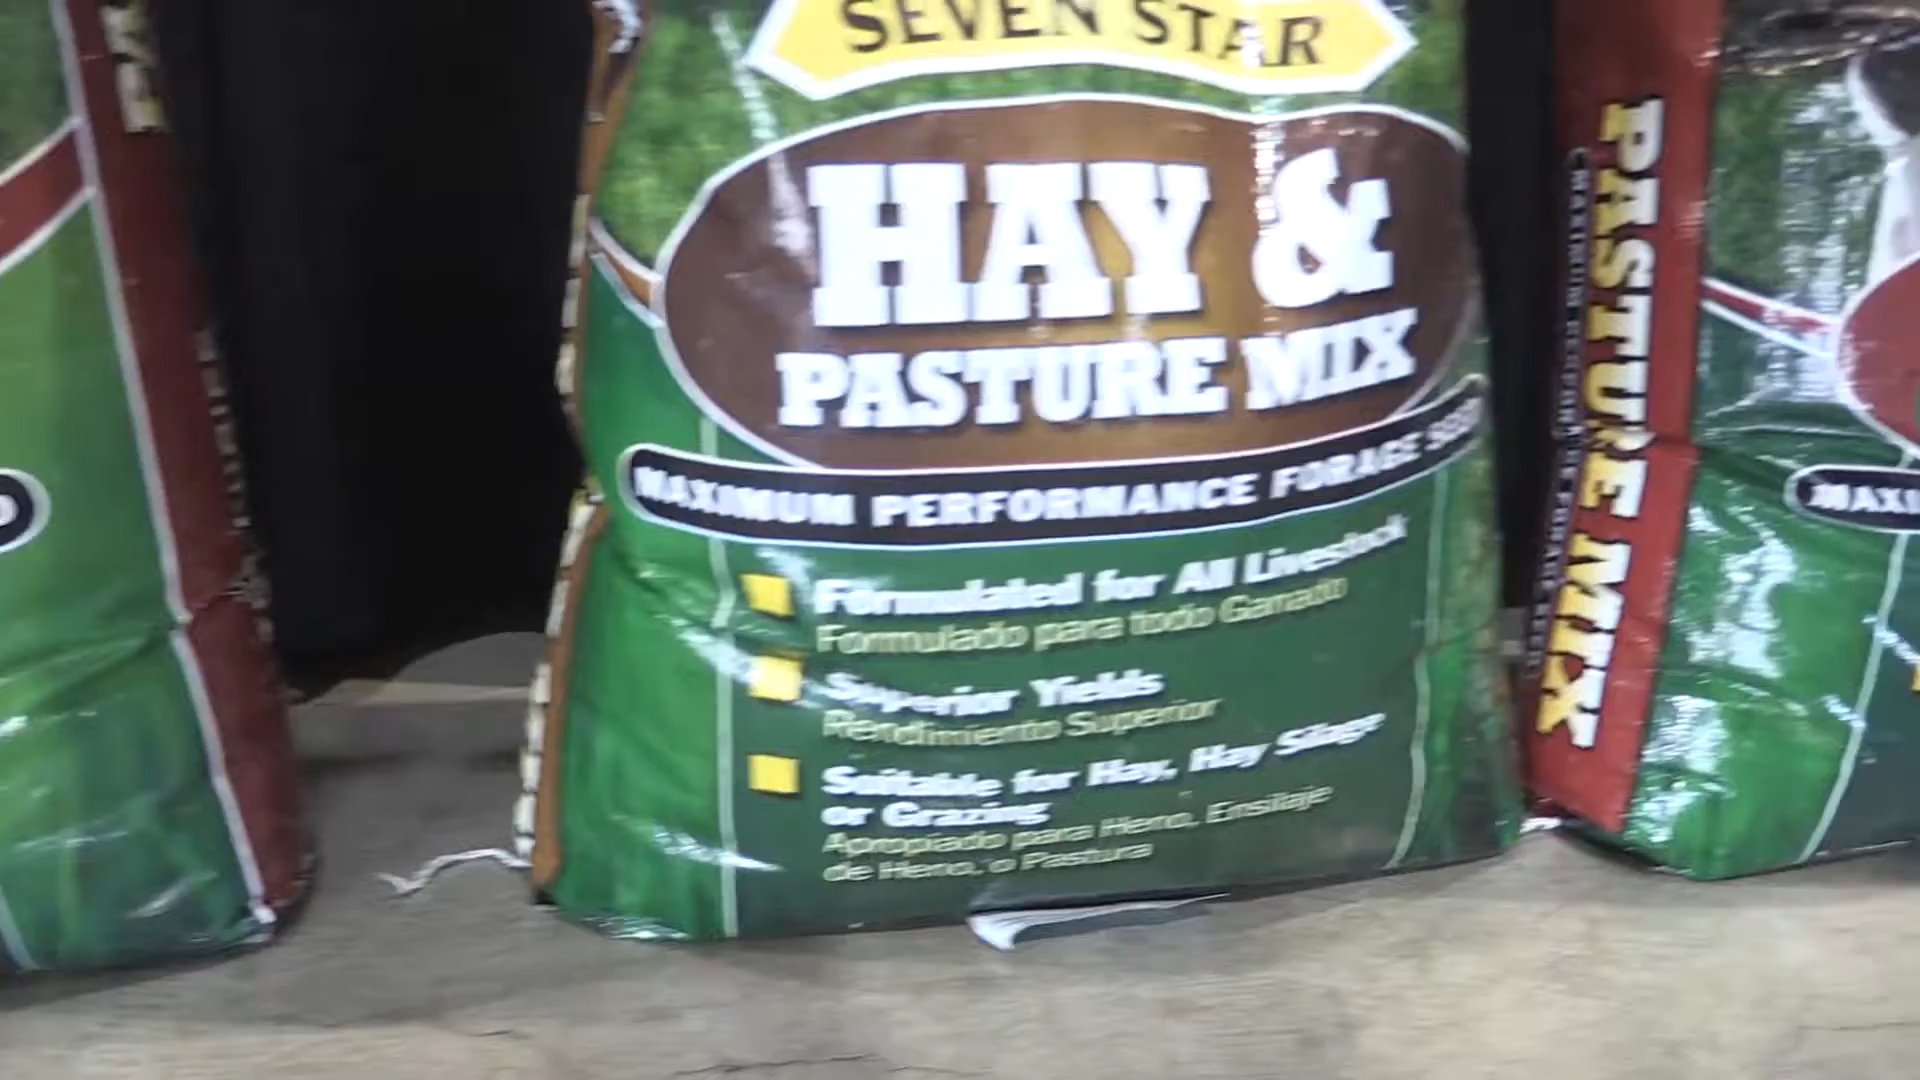 SEVEN STAR
HAY &
PASTURE MIX
MAXIMUM PERFORMANCE FORAGE SEED
Formulated for All Livestock
Formulado para todo Ganado
Superior Yields
Rendimiento Superior
Suitable for Hay, Hay Silage
or Grazing
Apropiado para Heno, Ensilaje
de Heno, o Pastura
PASTURE MIX